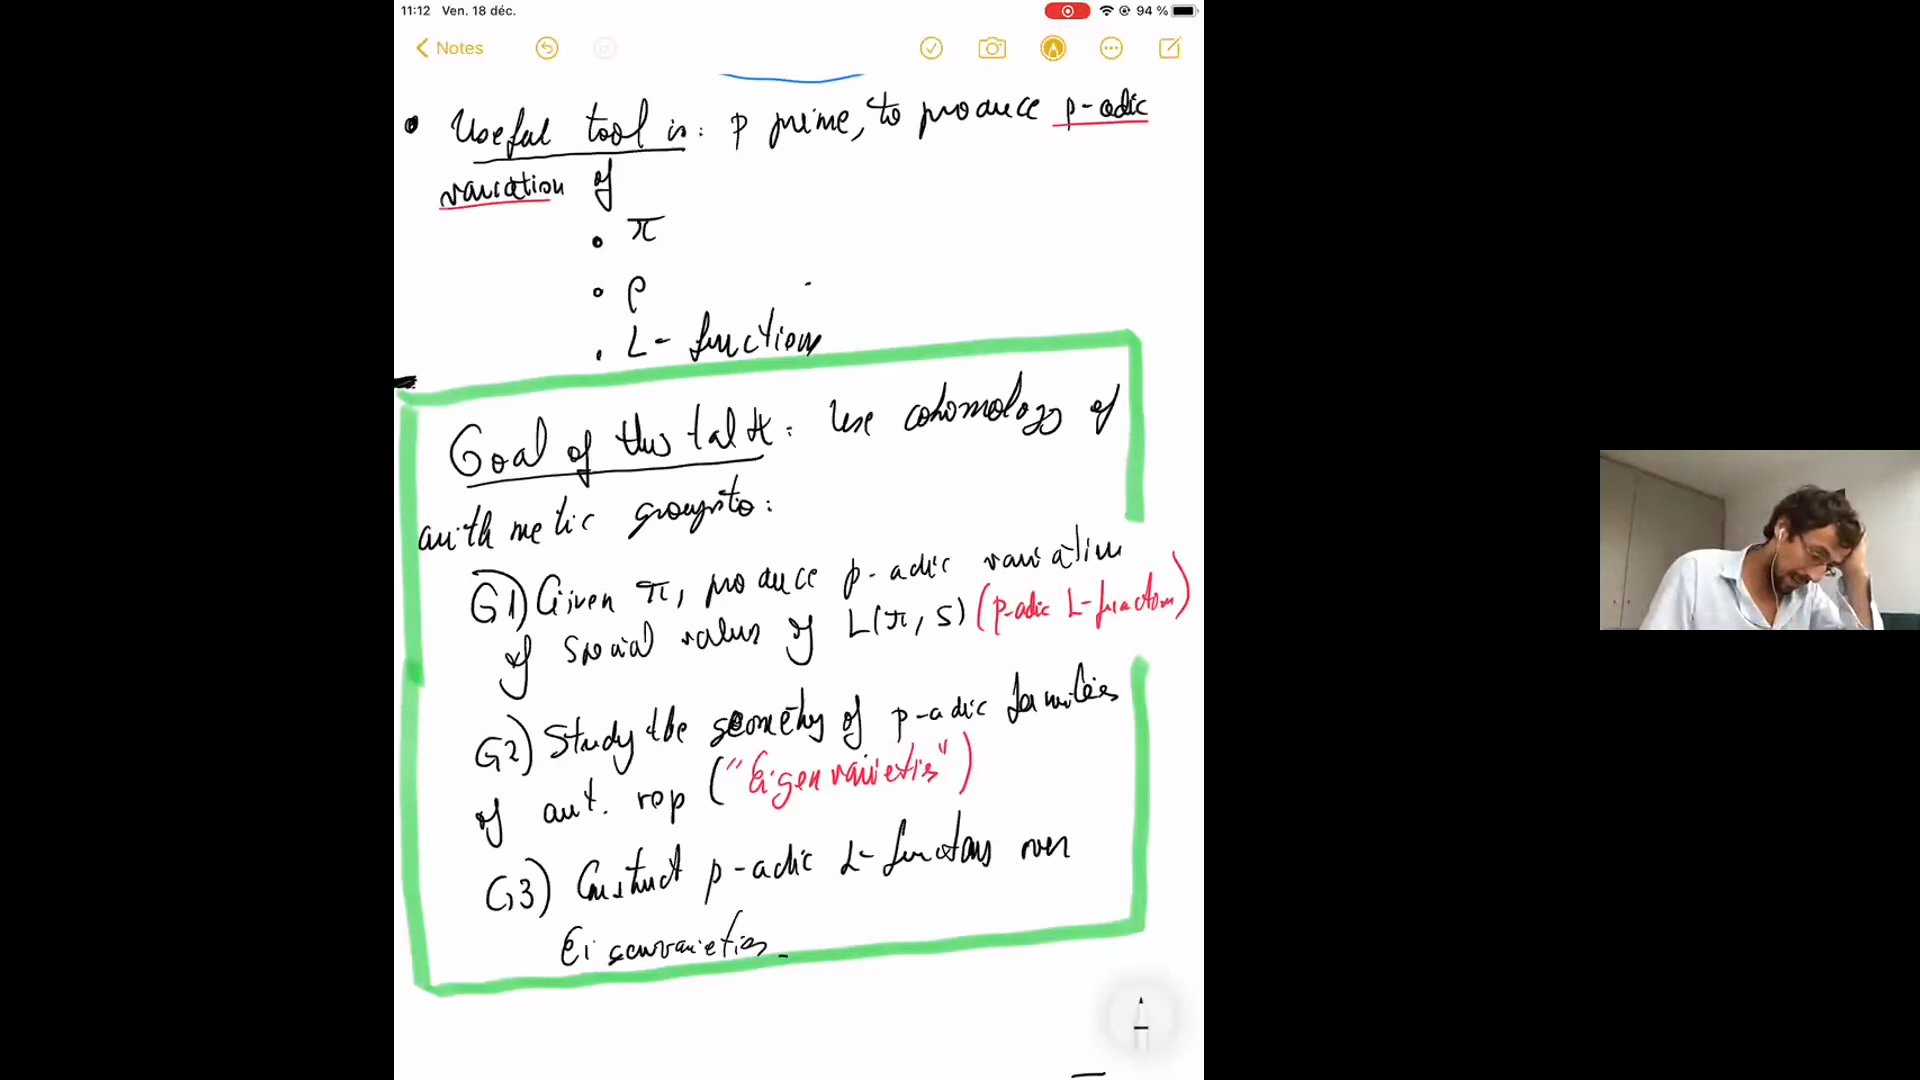 11:12 Ven. 18 déc. 94 %
Notes
• Useful tool is: p prime, to produce p-adic
variation of
• π
• ρ
• L-function
Goal of this talk: Use cohomology of
arithmetic groups to:
G1) Given π, produce p-adic variation
of special values of L(π, s) (p-adic L-function)
G2) Study the geometry of p-adic families
of aut. rep ("Eigenvarieties")
G3) Construct p-adic L-functions over
Eigenvarieties.